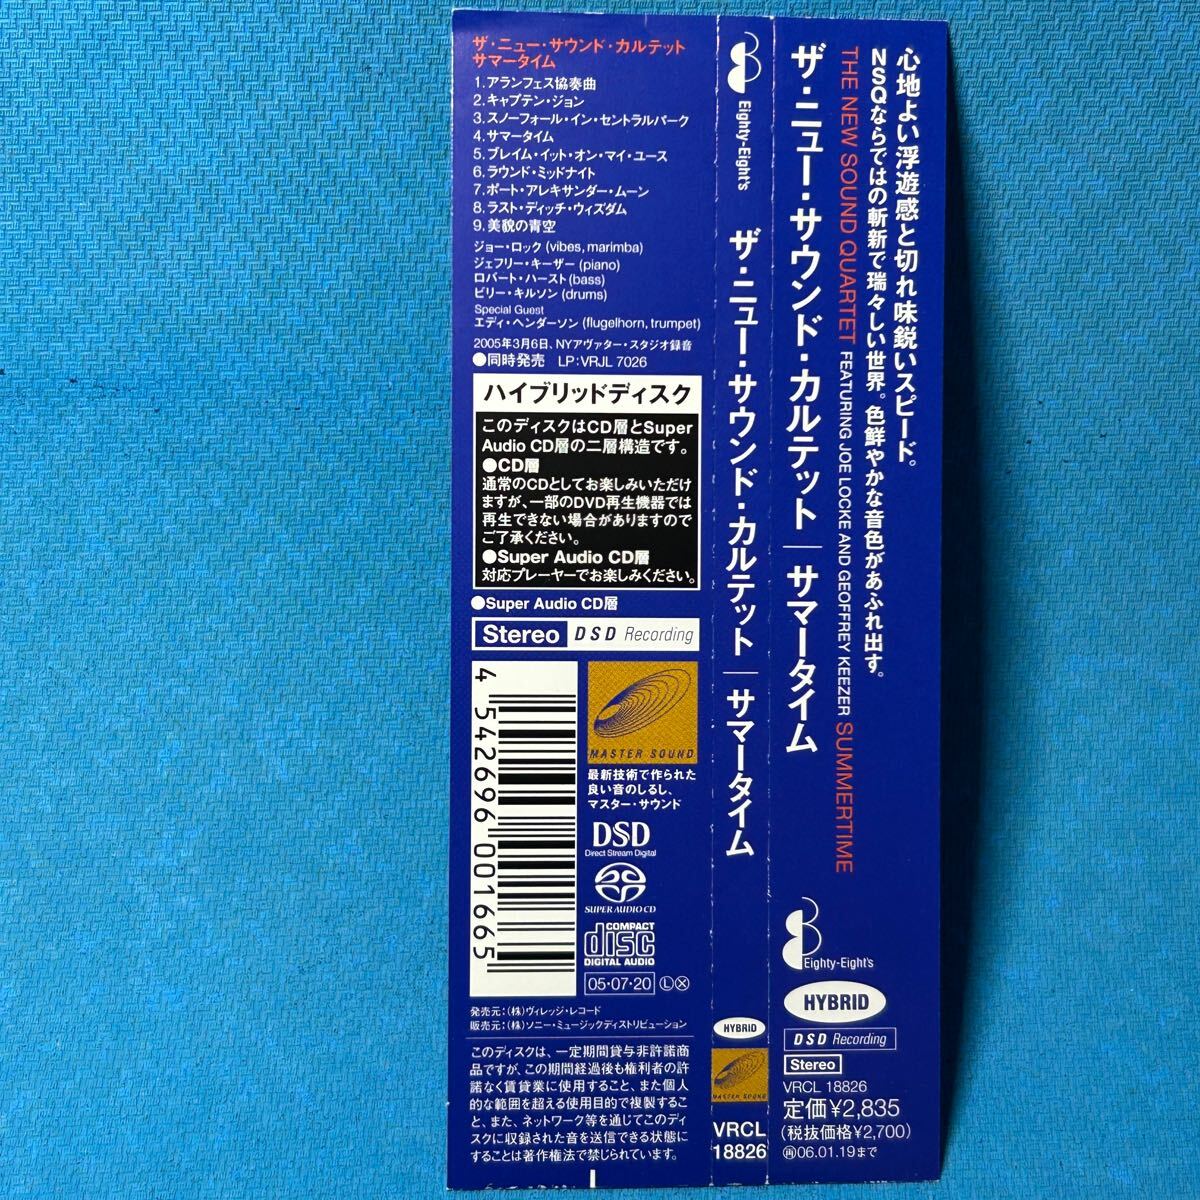 心地よい浮遊感と切れ味鋭いスピード。
NSQならではの斬新で瑞々しい世界。色鮮やかな音色があふれ出す。
THE NEW SOUND QUARTET FEATURING JOE LOCKE AND GEOFFREY KEEZER SUMMERTIME
ザ・ニュー・サウンド・カルテット｜サマータイム
Eighty-Eight's
HYBRID
DSD Recording
Stereo
VRCL 18826
定価¥2,835
(税抜価格¥2,700)
㋐06.01.19まで
Eighty-Eight's
ザ・ニュー・サウンド・カルテット｜サマータイム
HYBRID
MASTER SOUND
VRCL
18826
ザ・ニュー・サウンド・カルテット
サマータイム
1.アランフェス協奏曲
2.キャプテン・ジョン
3.スノーフォール・イン・セントラルパーク
4.サマータイム
5.ブレイム・イット・オン・マイ・ユース
6.ラウンド・ミッドナイト
7.ポート・アレキサンダー・ムーン
8.ラスト・ディッチ・ウィズダム
9.美貌の青空
ジョー・ロック (vibes, marimba)
ジェフリー・キーザー (piano)
ロバート・ハースト (bass)
ビリー・キルソン (drums)
Special Guest
エディ・ヘンダーソン (flugelhorn, trumpet)
2005年3月6日、NYアヴァター・スタジオ録音
●同時発売 LP:VRJL 7026
ハイブリッドディスク
このディスクはCD層とSuper
Audio CD層の二層構造です。
●CD層
通常のCDとしてお楽しみいただけ
ますが、一部のDVD再生機器では
再生できない場合がありますので
ご了承ください。
●Super Audio CD層
対応プレーヤーでお楽しみください。
●Super Audio CD層
Stereo DSD Recording
4 542696 001665
MASTER SOUND
最新技術で作られた
良い音のしるし、
マスター・サウンド
DSD
Direct Stream Digital
SUPER AUDIO CD
COMPACT
disc
DIGITAL AUDIO
05・07・20 Ⓛⓧ
発売元：(株)ヴィレッジ・レコード
販売元：(株)ソニー・ミュージックディストリビューション
このディスクは、一定期間貸与非許諾商
品ですが、この期間経過後も権利者の許
諾なく賃貸業に使用すること、また個人
的な範囲を超える使用目的で複製するこ
と、また、ネットワーク等を通じてこのディ
スクに収録された音を送信できる状態に
することは著作権法で禁じられています。